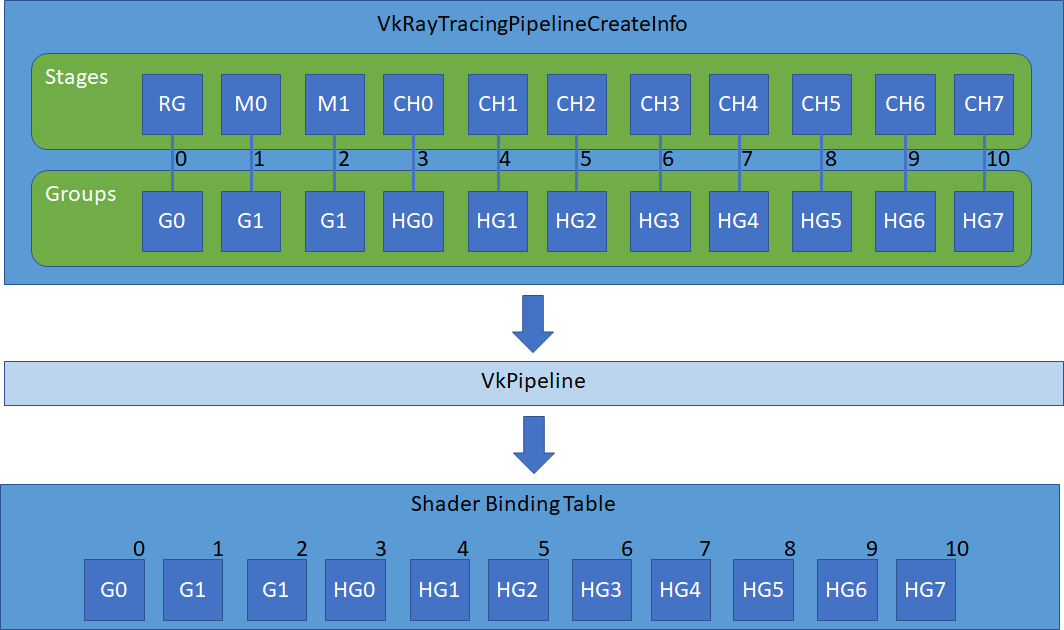 VkRayTracingPipelineCreateInfo
Stages
RG M0 M1 CH0 CH1 CH2 CH3 CH4 CH5 CH6 CH7
0 1 2 3 4 5 6 7 8 9 10
Groups
G0 G1 G1 HG0 HG1 HG2 HG3 HG4 HG5 HG6 HG7
VkPipeline
Shader Binding Table
0 1 2 3 4 5 6 7 8 9 10
G0 G1 G1 HG0 HG1 HG2 HG3 HG4 HG5 HG6 HG7